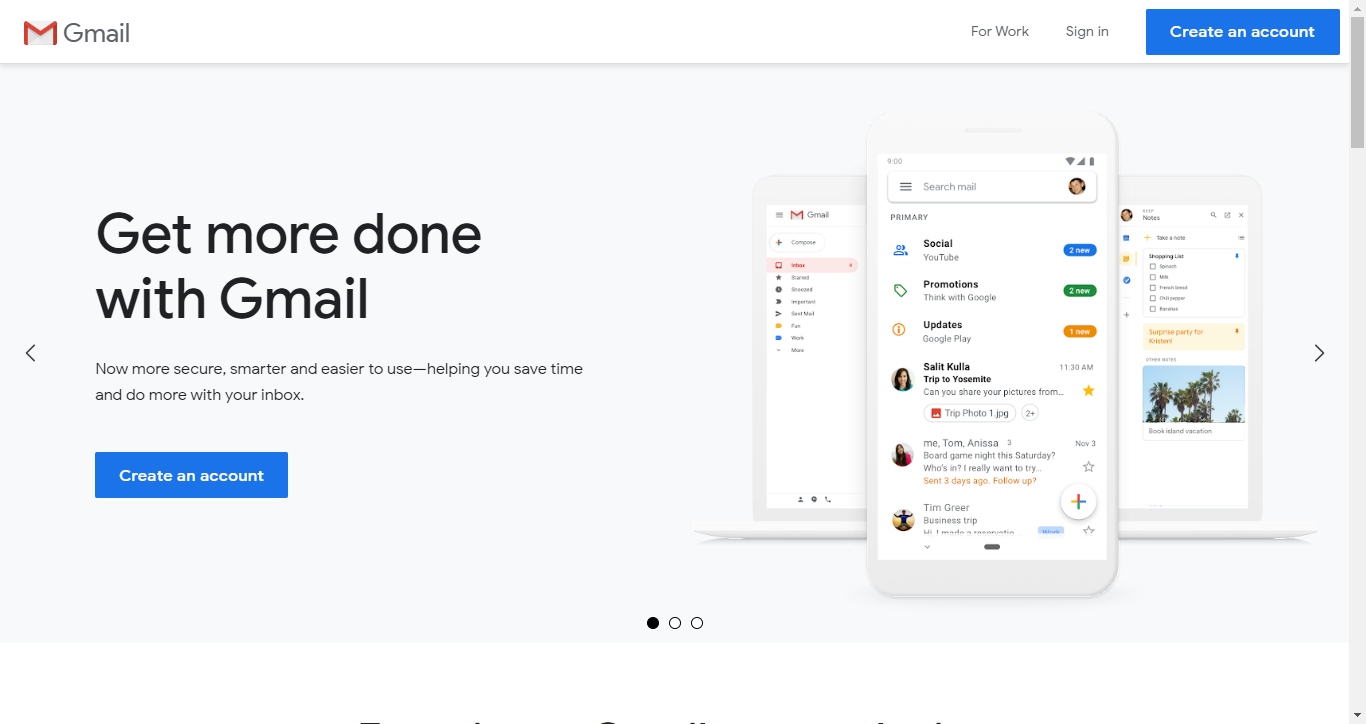 Gmail
For Work
Sign in
Create an account
Get more done
with Gmail
Now more secure, smarter and easier to use—helping you save time
and do more with your inbox.
Create an account
Gmail
Compose
Inbox
Starred
Snoozed
Important
Sent Mail
Fun
Work
More
9:00
Search mail
PRIMARY
Social
YouTube
2 new
Promotions
Think with Google
2 new
Updates
Google Play
1 new
Salit Kulla
11:30 AM
Trip to Yosemite
Can you share your pictures from...
Trip Photo 1.jpg
2+
me, Tom, Anissa 3
Nov 3
Board game night this Saturday?
Who's in? I really want to try...
Sent 3 days ago. Follow up?
Tim Greer
Business trip
Work
KEEP
Notes
Take a note
Shopping List
Spinach
Milk
French bread
Chili pepper
Bananas
Surprise party for
Kristen!
OTHER NOTES
Book island vacation